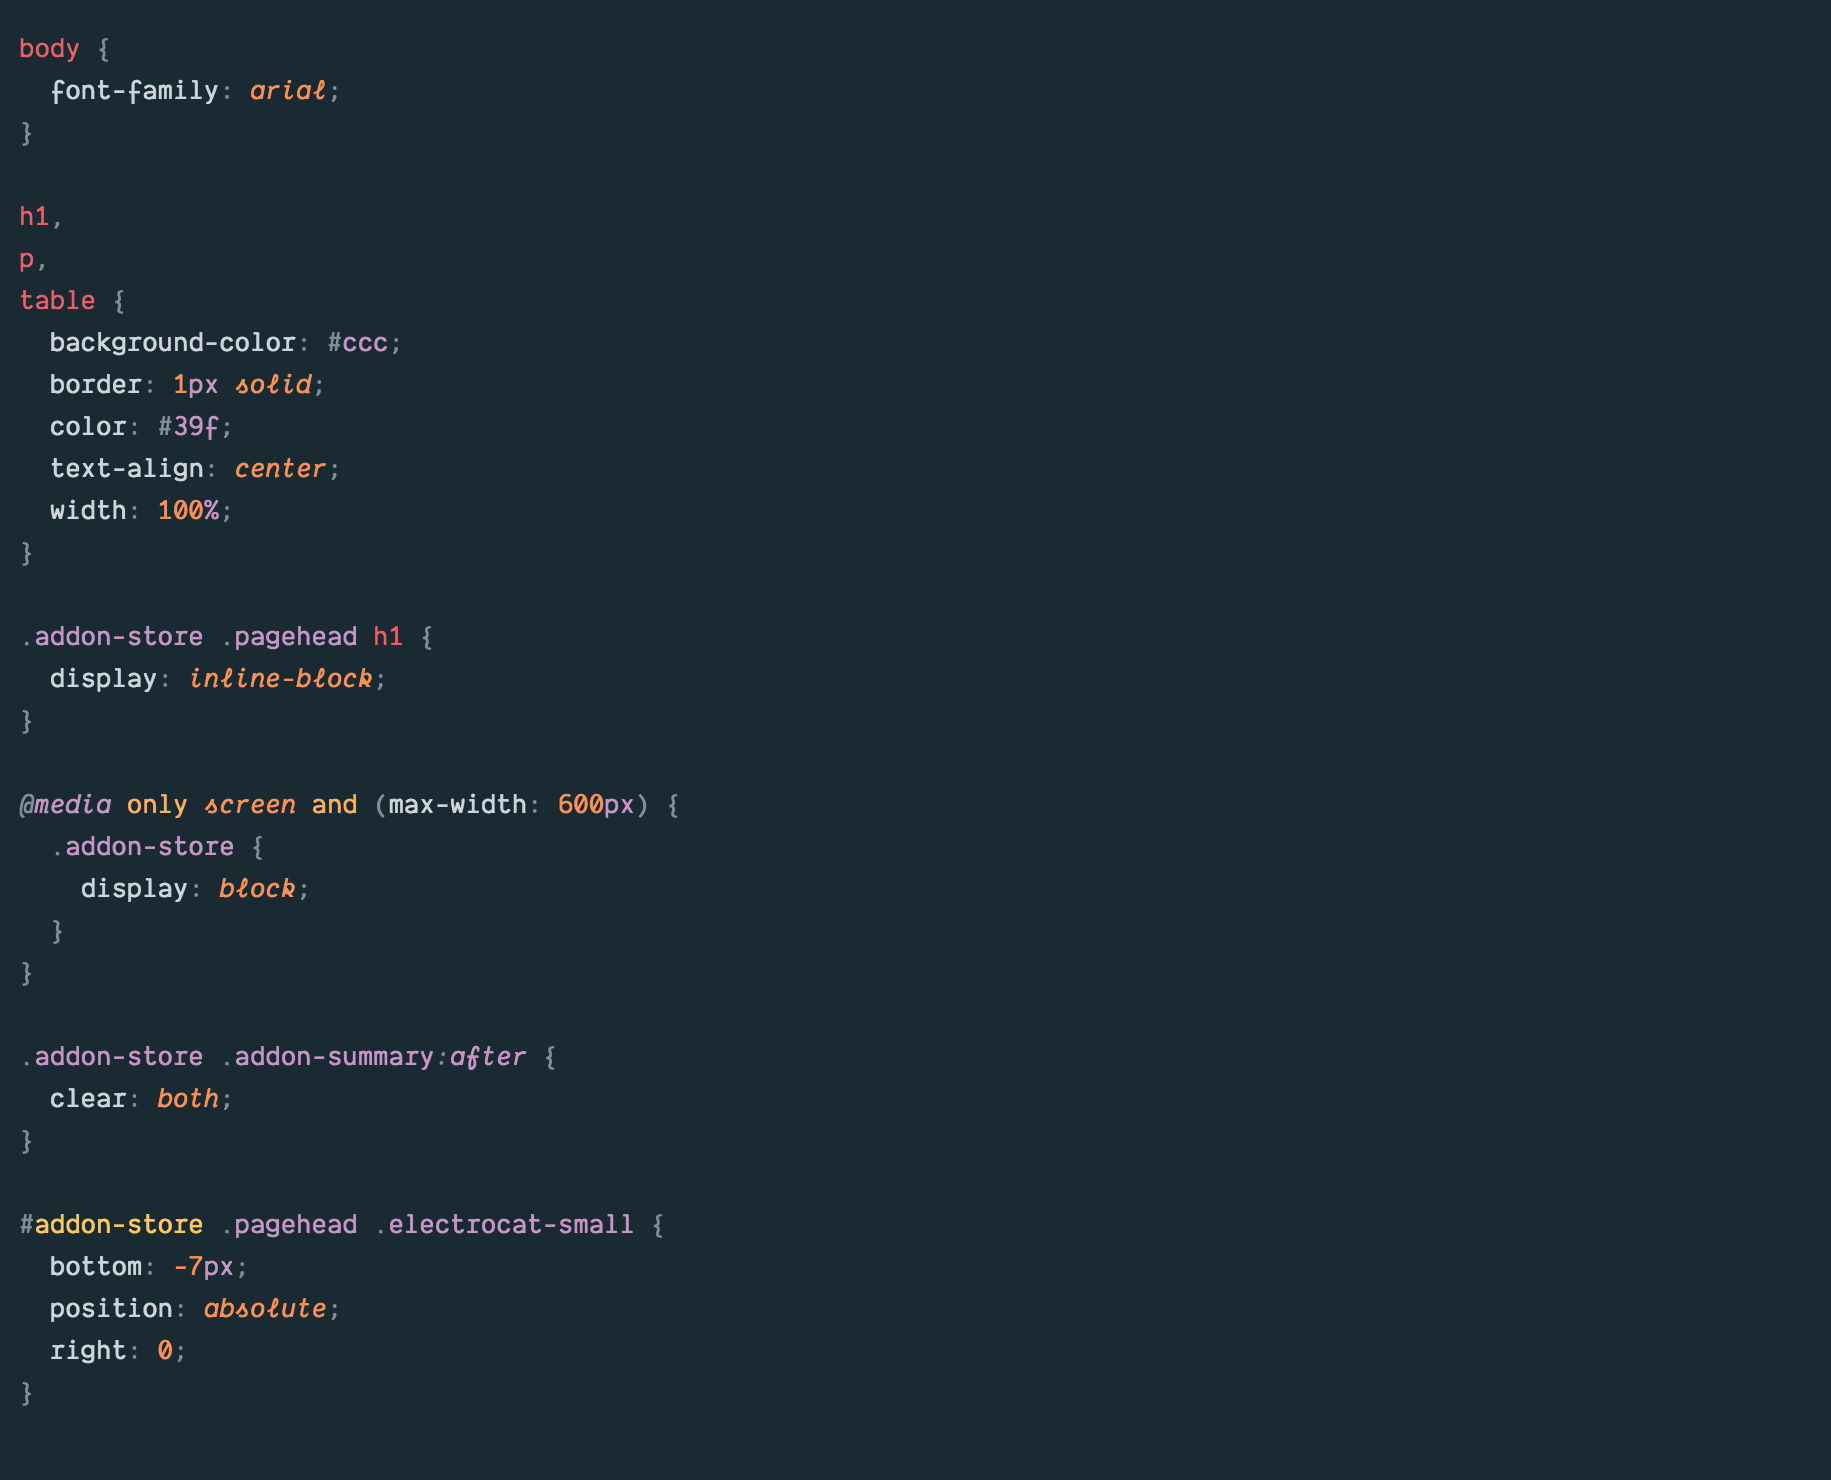 body {
  font-family: arial;
}

h1,
p,
table {
  background-color: #ccc;
  border: 1px solid;
  color: #39f;
  text-align: center;
  width: 100%;
}

.addon-store .pagehead h1 {
  display: inline-block;
}

@media only screen and (max-width: 600px) {
  .addon-store {
    display: block;
  }
}

.addon-store .addon-summary:after {
  clear: both;
}

#addon-store .pagehead .electrocat-small {
  bottom: -7px;
  position: absolute;
  right: 0;
}